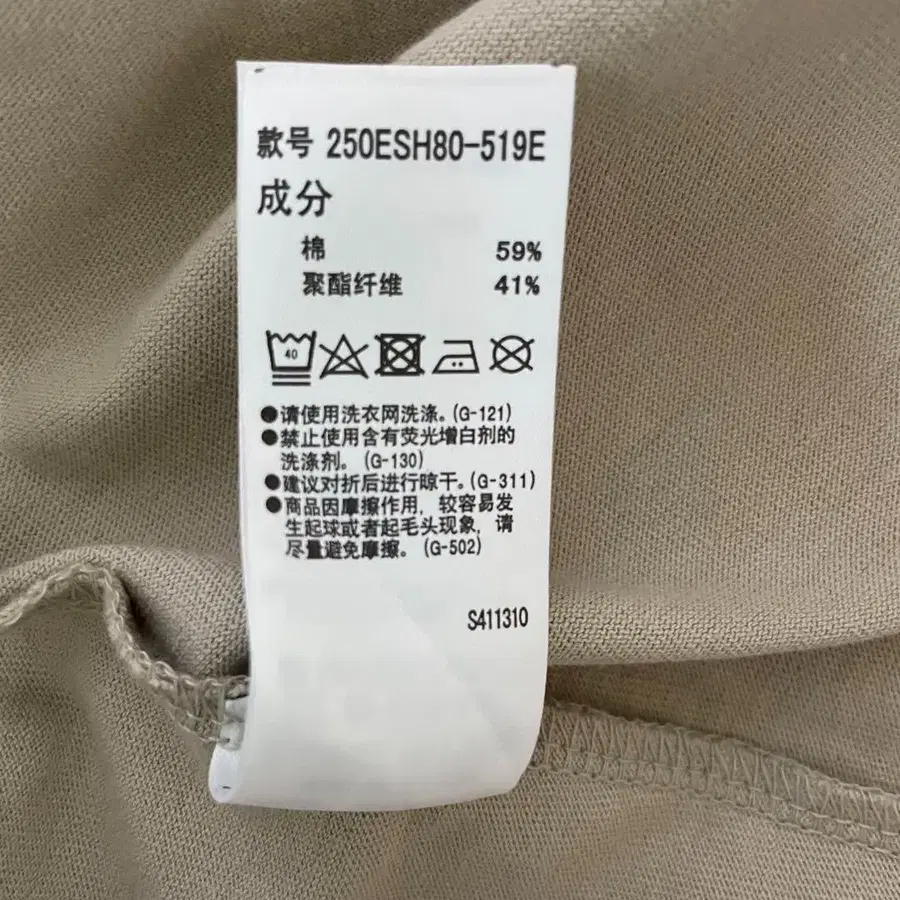 款号 250ESH80-519E
成分
棉 59%
聚酯纤维 41%
40
●请使用洗衣网洗涤。(G-121)
●禁止使用含有荧光增白剂的
洗涤剂。(G-130)
●建议对折后进行晾干。(G-311)
●商品因摩擦作用，较容易发
生起球或者起毛头现象，请
尽量避免摩擦。(G-502)
S411310